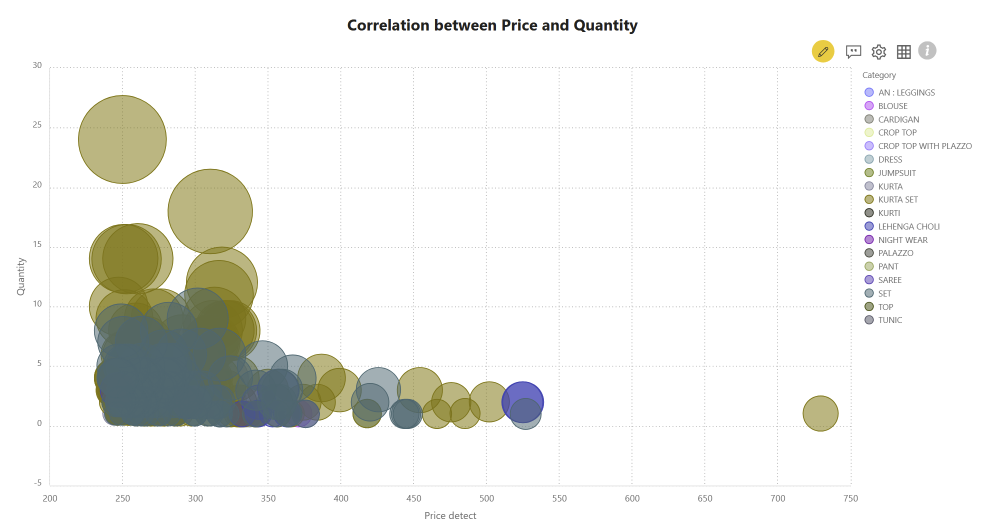 Correlation between Price and Quantity
i
Category
AN : LEGGINGS
BLOUSE
CARDIGAN
CROP TOP
CROP TOP WITH PLAZZO
DRESS
JUMPSUIT
KURTA
KURTA SET
KURTI
LEHENGA CHOLI
NIGHT WEAR
PALAZZO
PANT
SAREE
SET
TOP
TUNIC
Quantity
30
25
20
15
10
5
0
-5
200 250 300 350 400 450 500 550 600 650 700 750
Price detect